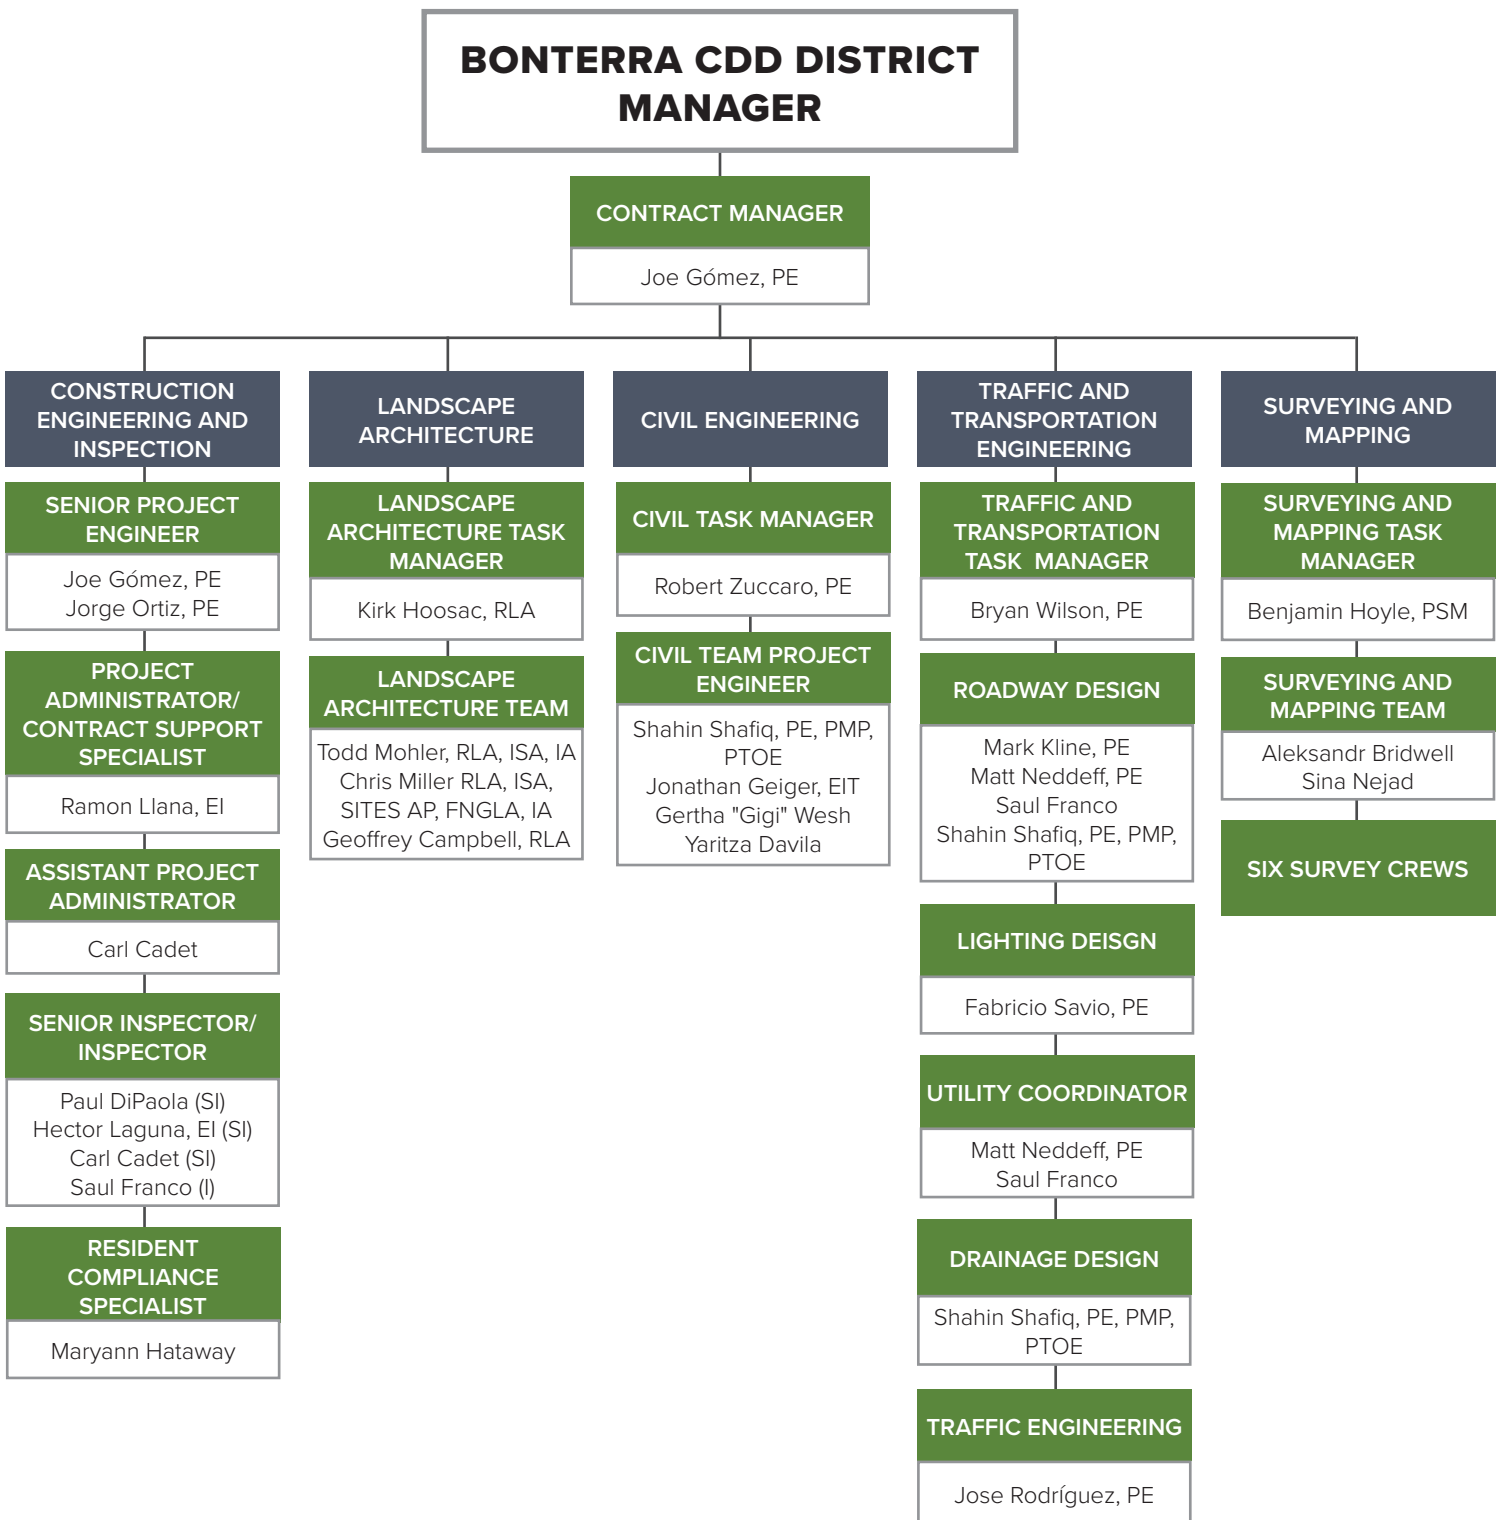 BONTERRA CDD DISTRICT
MANAGER
CONTRACT MANAGER
Joe Gómez, PE
CONSTRUCTION
ENGINEERING AND
INSPECTION
SENIOR PROJECT
ENGINEER
Joe Gómez, PE
Jorge Ortiz, PE
PROJECT
ADMINISTRATOR/
CONTRACT SUPPORT
SPECIALIST
Ramon Llana, EI
ASSISTANT PROJECT
ADMINISTRATOR
Carl Cadet
SENIOR INSPECTOR/
INSPECTOR
Paul DiPaola (SI)
Hector Laguna, EI (SI)
Carl Cadet (SI)
Saul Franco (I)
RESIDENT
COMPLIANCE
SPECIALIST
Maryann Hataway
LANDSCAPE
ARCHITECTURE
LANDSCAPE
ARCHITECTURE TASK
MANAGER
Kirk Hoosac, RLA
LANDSCAPE
ARCHITECTURE TEAM
Todd Mohler, RLA, ISA, IA
Chris Miller RLA, ISA,
SITES AP, FNGLA, IA
Geoffrey Campbell, RLA
CIVIL ENGINEERING
CIVIL TASK MANAGER
Robert Zuccaro, PE
CIVIL TEAM PROJECT
ENGINEER
Shahin Shafiq, PE, PMP,
PTOE
Jonathan Geiger, EIT
Gertha "Gigi" Wesh
Yaritza Davila
TRAFFIC AND
TRANSPORTATION
ENGINEERING
TRAFFIC AND
TRANSPORTATION
TASK  MANAGER
Bryan Wilson, PE
ROADWAY DESIGN
Mark Kline, PE
Matt Neddeff, PE
Saul Franco
Shahin Shafiq, PE, PMP,
PTOE
LIGHTING DEISGN
Fabricio Savio, PE
UTILITY COORDINATOR
Matt Neddeff, PE
Saul Franco
DRAINAGE DESIGN
Shahin Shafiq, PE, PMP,
PTOE
TRAFFIC ENGINEERING
Jose Rodríguez, PE
SURVEYING AND
MAPPING
SURVEYING AND
MAPPING TASK
MANAGER
Benjamin Hoyle, PSM
SURVEYING AND
MAPPING TEAM
Aleksandr Bridwell
Sina Nejad
SIX SURVEY CREWS